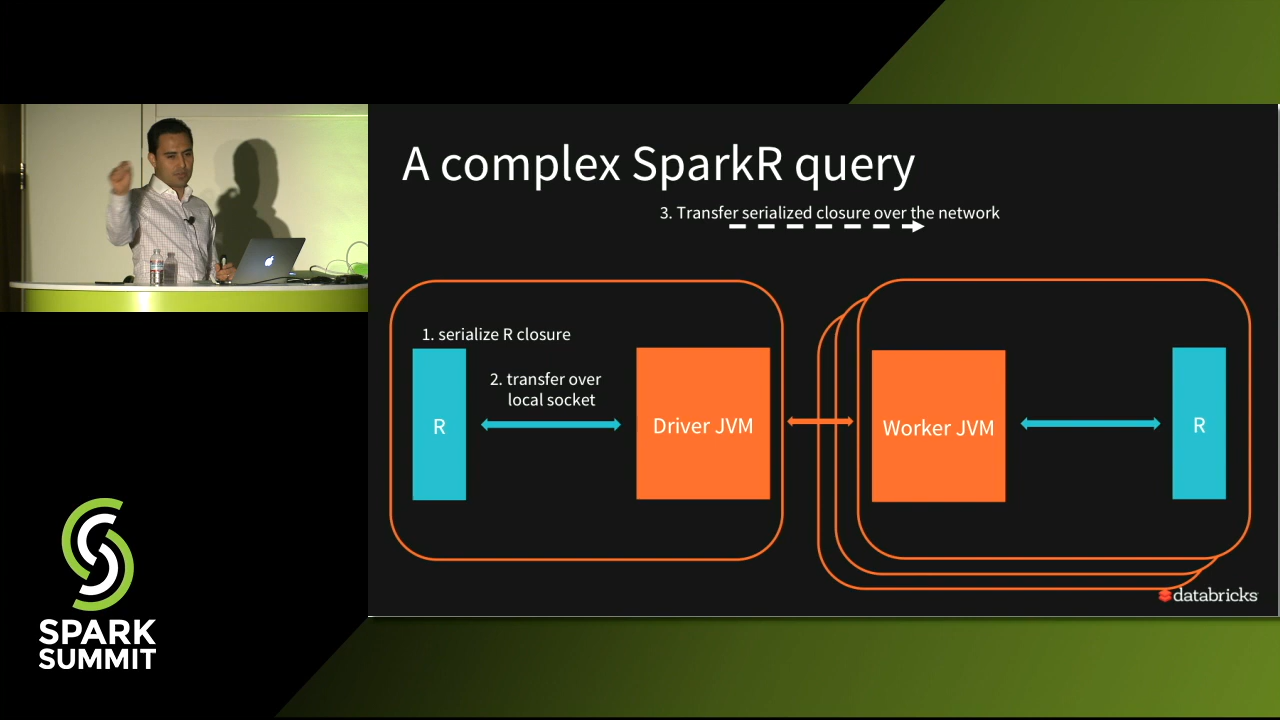 A complex SparkR query
3. Transfer serialized closure over the network
1. serialize R closure
2. transfer over
local socket
R
Driver JVM
Worker JVM
R
databricks
SPARK
SUMMIT